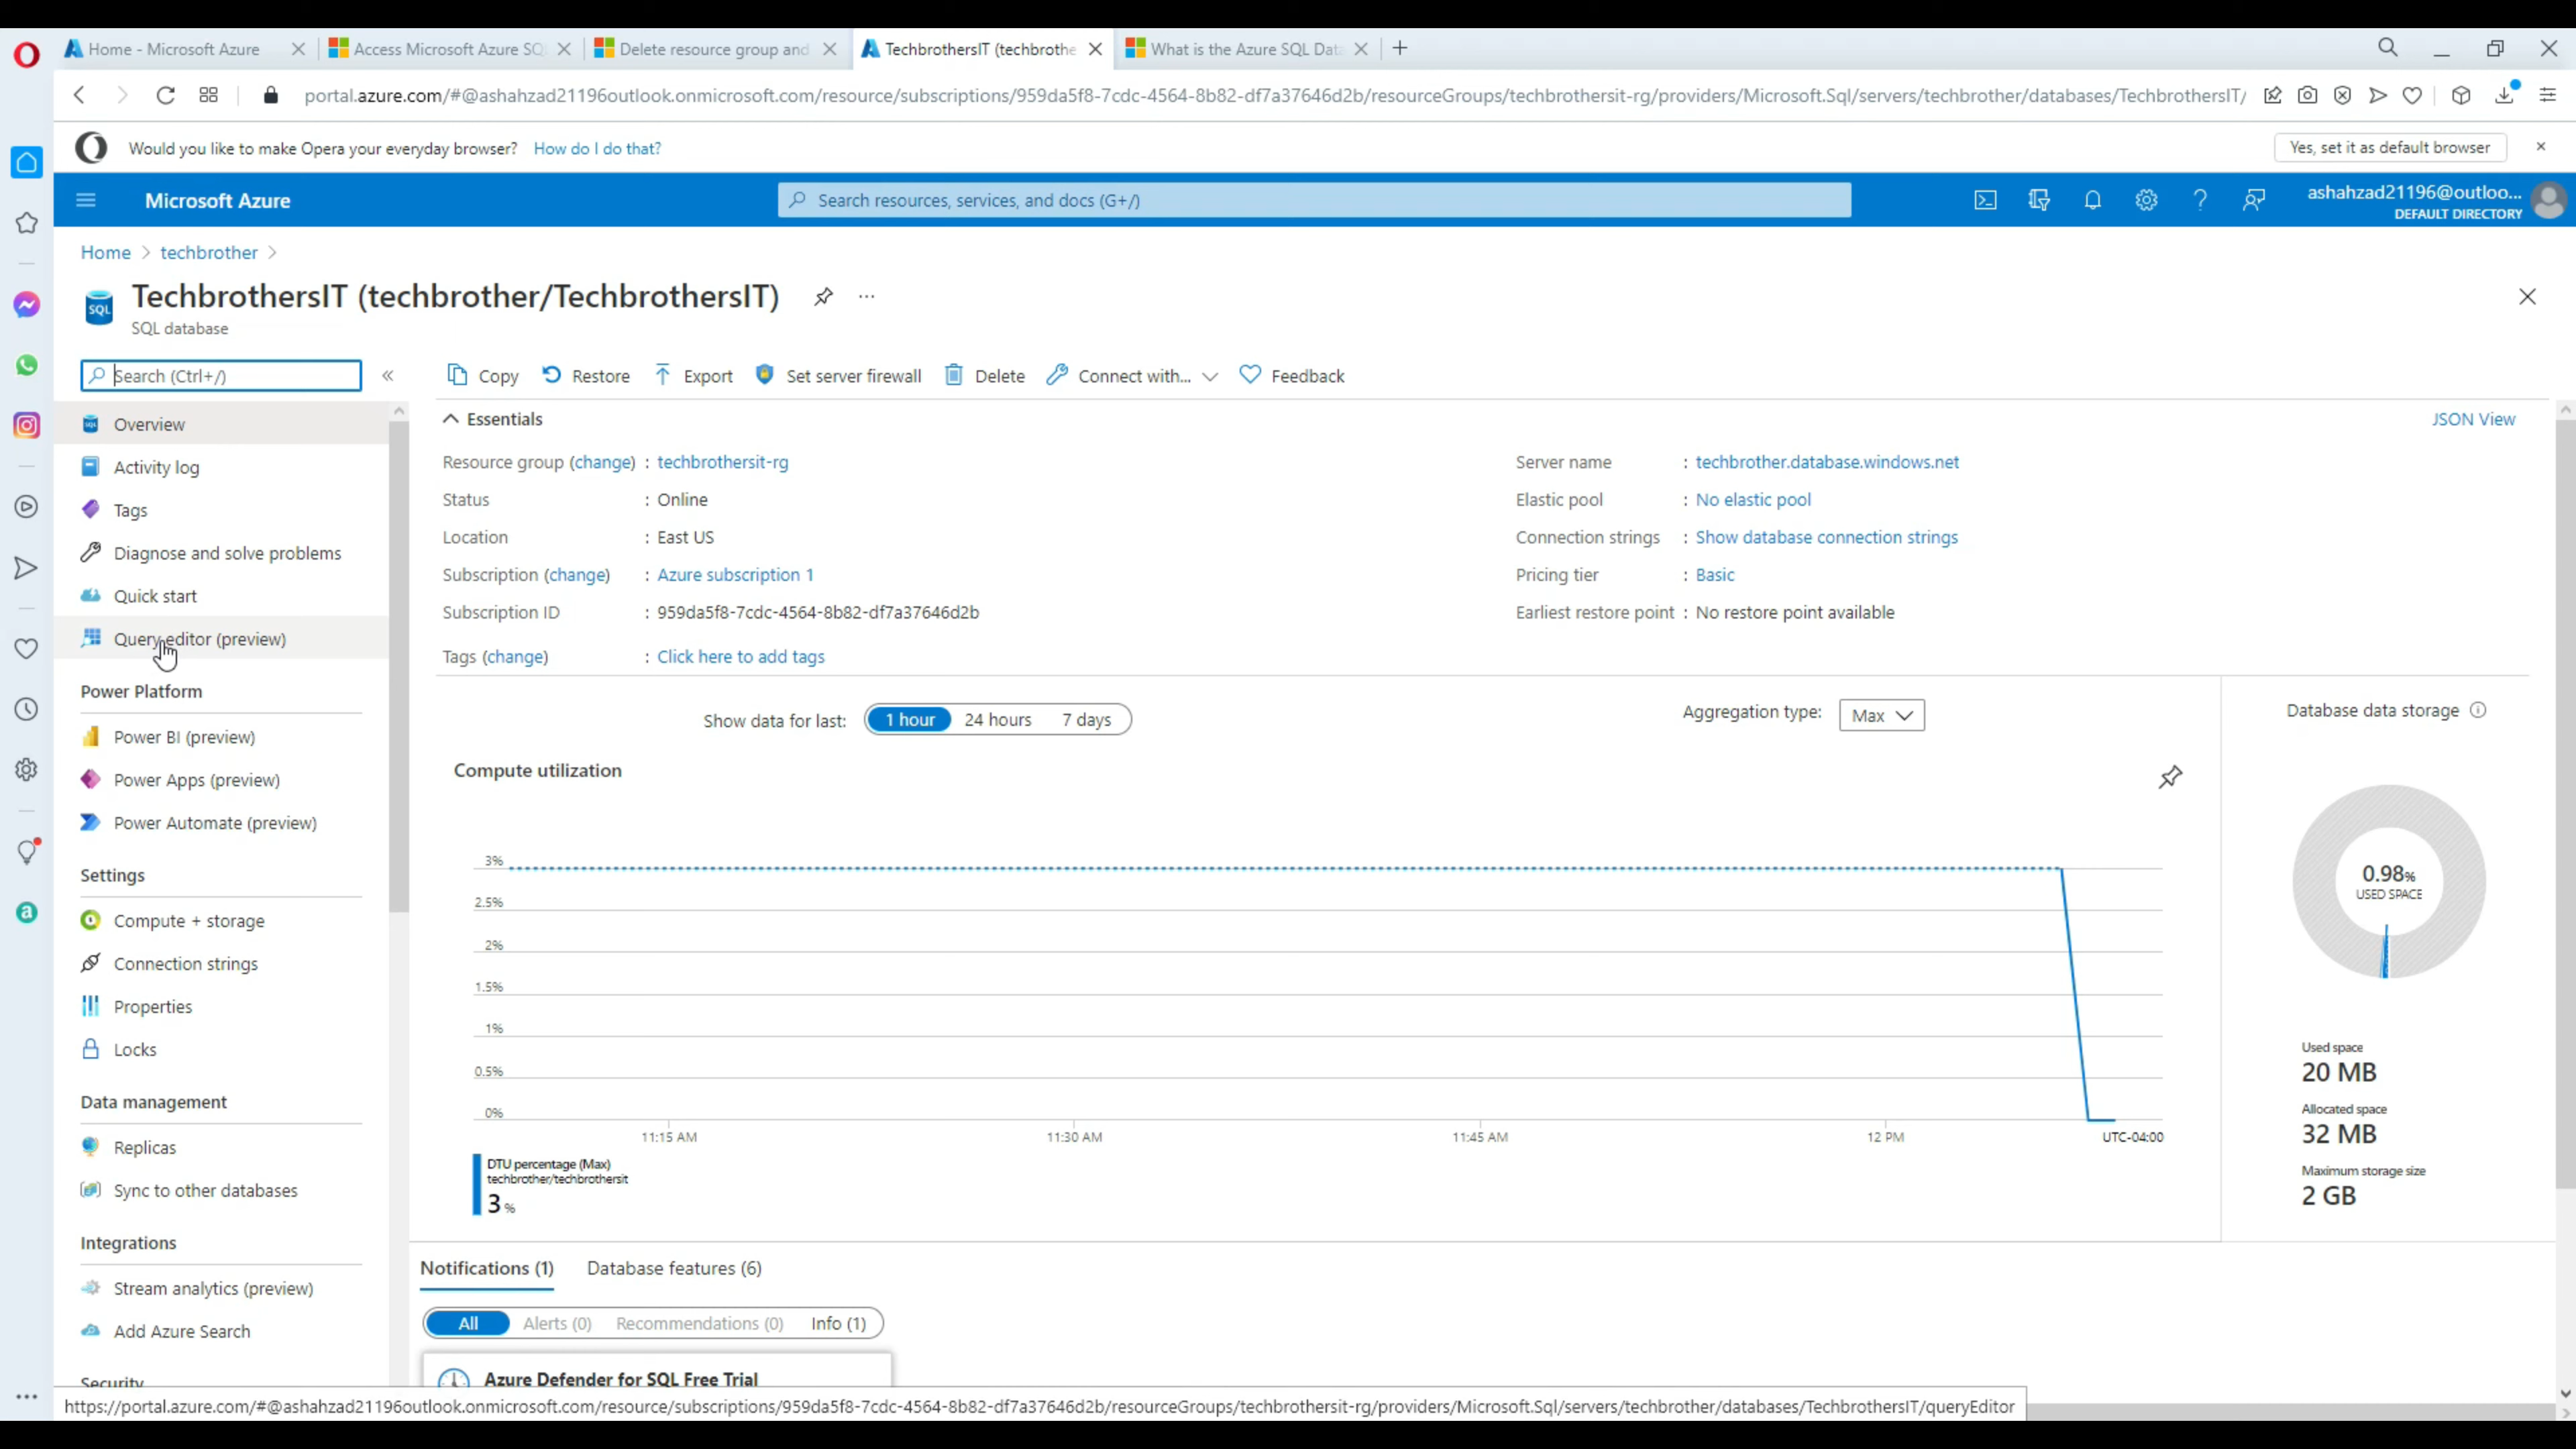 Home - Microsoft Azure
Access Microsoft Azure SQ
Delete resource group and
TechbrothersIT (techbrothe
What is the Azure SQL Dat
portal.azure.com/#@ashahzad21196outlook.onmicrosoft.com/resource/subscriptions/959da5f8-7cdc-4564-8b82-df7a37646d2b/resourceGroups/techbrothersit-rg/providers/Microsoft.Sql/servers/techbrother/databases/TechbrothersIT/
Would you like to make Opera your everyday browser? How do I do that?
Yes, set it as default browser
Microsoft Azure
Search resources, services, and docs (G+/)
ashahzad21196@outloo...
DEFAULT DIRECTORY
Home > techbrother >
TechbrothersIT (techbrother/TechbrothersIT)
SQL database
Search (Ctrl+/)
Copy Restore Export Set server firewall Delete Connect with... Feedback
Overview
Activity log
Tags
Diagnose and solve problems
Quick start
Query editor (preview)
Power Platform
Power BI (preview)
Power Apps (preview)
Power Automate (preview)
Settings
Compute + storage
Connection strings
Properties
Locks
Data management
Replicas
Sync to other databases
Integrations
Stream analytics (preview)
Add Azure Search
Security
Essentials
JSON View
Resource group (change) : techbrothersit-rg
Status : Online
Location : East US
Subscription (change) : Azure subscription 1
Subscription ID : 959da5f8-7cdc-4564-8b82-df7a37646d2b
Tags (change) : Click here to add tags
Server name : techbrother.database.windows.net
Elastic pool : No elastic pool
Connection strings : Show database connection strings
Pricing tier : Basic
Earliest restore point : No restore point available
Show data for last: 1 hour 24 hours 7 days
Aggregation type: Max
Compute utilization
3%
2.5%
2%
1.5%
1%
0.5%
0%
11:15 AM 11:30 AM 11:45 AM 12 PM UTC-04:00
DTU percentage (Max)
techbrother/techbrothersit
3 %
Database data storage
0.98%
USED SPACE
Used space
20 MB
Allocated space
32 MB
Maximum storage size
2 GB
Notifications (1) Database features (6)
All Alerts (0) Recommendations (0) Info (1)
Azure Defender for SQL Free Trial
https://portal.azure.com/#@ashahzad21196outlook.onmicrosoft.com/resource/subscriptions/959da5f8-7cdc-4564-8b82-df7a37646d2b/resourceGroups/techbrothersit-rg/providers/Microsoft.Sql/servers/techbrother/databases/TechbrothersIT/queryEditor